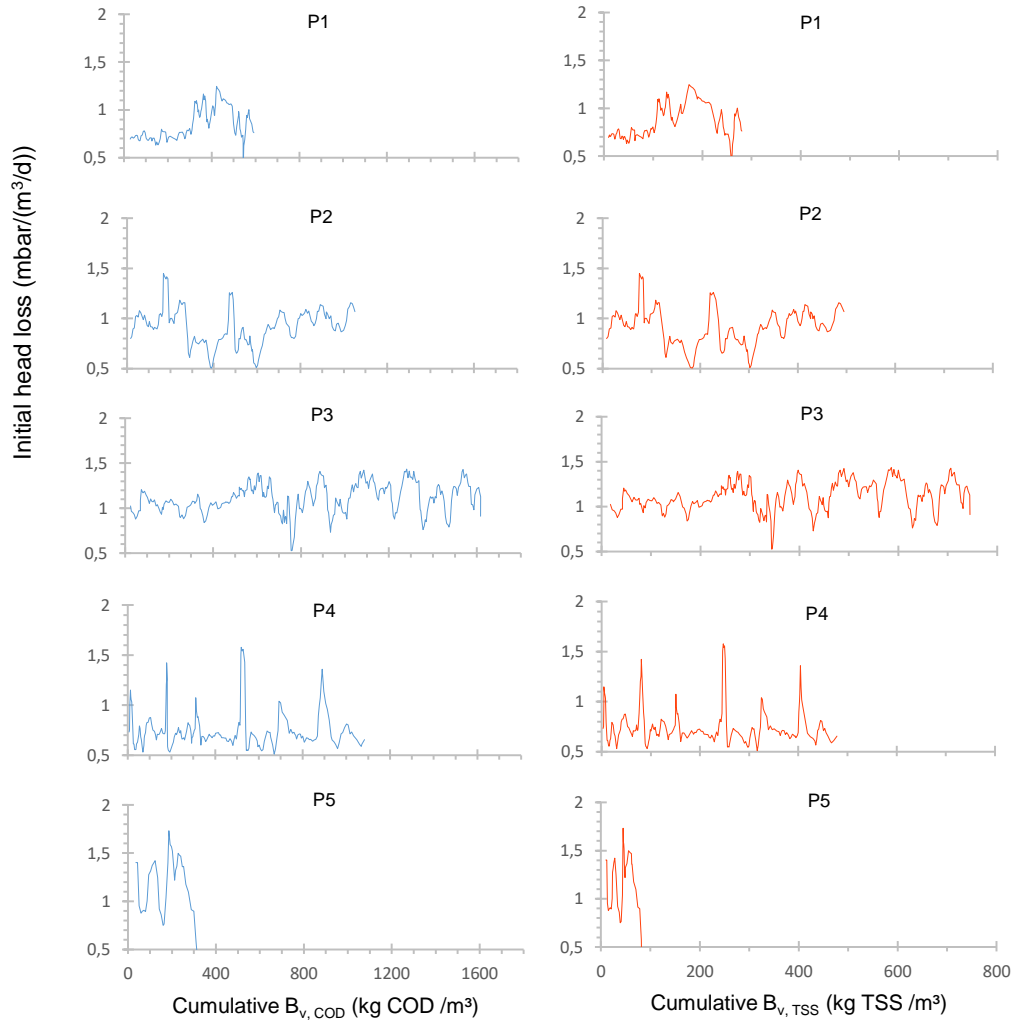 Initial head loss (mbar/(m³/d))
P1
2
1,5
1
0,5
P1
2
1,5
1
0,5
P2
2
1,5
1
0,5
P2
2
1,5
1
0,5
P3
2
1,5
1
0,5
P3
2
1,5
1
0,5
P4
2
1,5
1
0,5
P4
2
1,5
1
0,5
P5
2
1,5
1
0,5
0 400 800 1200 1600
Cumulative Bv, COD (kg COD /m³)
P5
2
1,5
1
0,5
0 200 400 600 800
Cumulative Bv, TSS (kg TSS /m³)